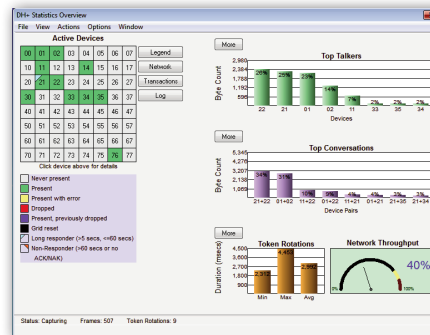 DH+ Statistics Overview
File View Actions Options Window
Active Devices
00 01 02 03 04 05 06 07
10 11 12 13 14 15 16 17
20 21 22 23 24 25 26 27
30 31 32 33 34 35 36 37
40 41 42 43 44 45 46 47
50 51 52 53 54 55 56 57
60 61 62 63 64 65 66 67
70 71 72 73 74 75 76 77
Click device above for details
Legend
Network
Transactions
Log
Never present
Present
Present with error
Dropped
Present, previously dropped
Grid reset
Long responder (>5 secs, <=60 secs)
Non-Responder (>60 secs or no
ACK/NAK)
More
Top Talkers
Byte Count
2,980
2,384
1,788
1,192
596
26% 25% 23% 14% 7% 2% 2% 2%
22 21 01 02 11 33 35 34
Devices
More
Top Conversations
Byte Count
5,345
4,276
3,207
2,138
1,069
34% 31% 10% 9% 4% 4% 3% 3%
21+22 01+02 11+22 01+11 01+22 01+21 21+35 21+34
Device Pairs
More
Token Rotations
Duration (msecs)
4,500
3,600
2,700
1,800
900
Min Max Avg
Network Throughput
40%
0% 100%
Status: Capturing Frames: 507 Token Rotations: 9